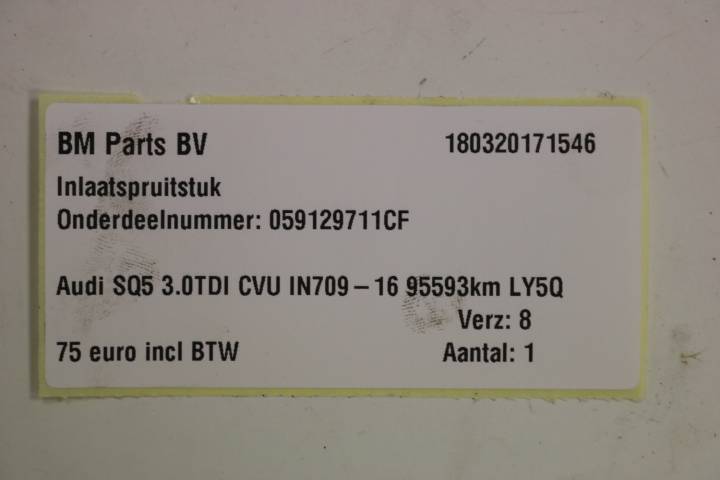 BM Parts BV 180320171546
Inlaatspruitstuk
Onderdeelnummer: 059129711CF
Audi SQ5 3.0TDI CVU IN709-16 95593km LY5Q
Verz: 8
75 euro incl BTW Aantal: 1